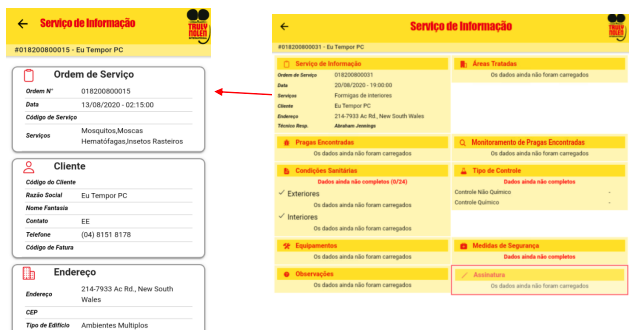 Serviço de Informação
TRULY
NOLEN
#018200800015 - Eu Tempor PC
Ordem de Serviço
Ordem N° 018200800015
Data 13/08/2020 - 02:15:00
Código de Serviço
Serviços Mosquitos,Moscas
Hematófagas,Insetos Rasteiros
Cliente
Código do Cliente
Razão Social Eu Tempor PC
Nome Fantasia
Contato EE
Telefone (04) 8151 8178
Código de Fatura
Endereço
Endereço 214-7933 Ac Rd., New South
Wales
CEP
Tipo de Edifício Ambientes Multiplos
Serviço de Informação
TRULY
NOLEN
#018200800031 - Eu Tempor PC
Serviço de Informação
Ordem de Serviço 018200800031
Data 20/08/2020 - 19:00:00
Serviços Formigas de interiores
Cliente Eu Tempor PC
Endereço 214-7933 Ac Rd., New South Wales
Técnico Resp. Abraham Jennings
Áreas Tratadas
Os dados ainda não foram carregados
Pragas Encontradas
Os dados ainda não foram carregados
Monitoramento de Pragas Encontradas
Os dados ainda não foram carregados
Condições Sanitárias
Dados ainda não completos (0/24)
Exteriores
Os dados ainda não foram carregados
Interiores
Os dados ainda não foram carregados
Tipo de Controle
Dados ainda não completos
Controle Não Químico -
Controle Químico -
Equipamentos
Os dados ainda não foram carregados
Medidas de Segurança
Dados ainda não completos
Observações
Os dados ainda não foram carregados
Assinatura
Os dados ainda não foram carregados